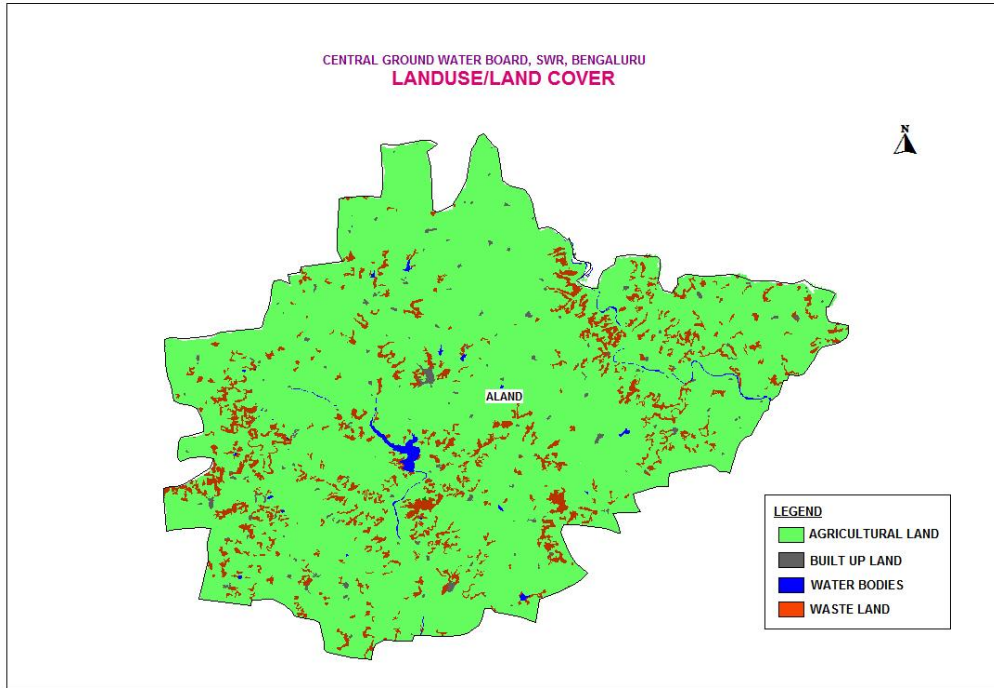 CENTRAL GROUND WATER BOARD, SWR, BENGALURU
LANDUSE/LAND COVER
N
ALAND
LEGEND
AGRICULTURAL LAND
BUILT UP LAND
WATER BODIES
WASTE LAND